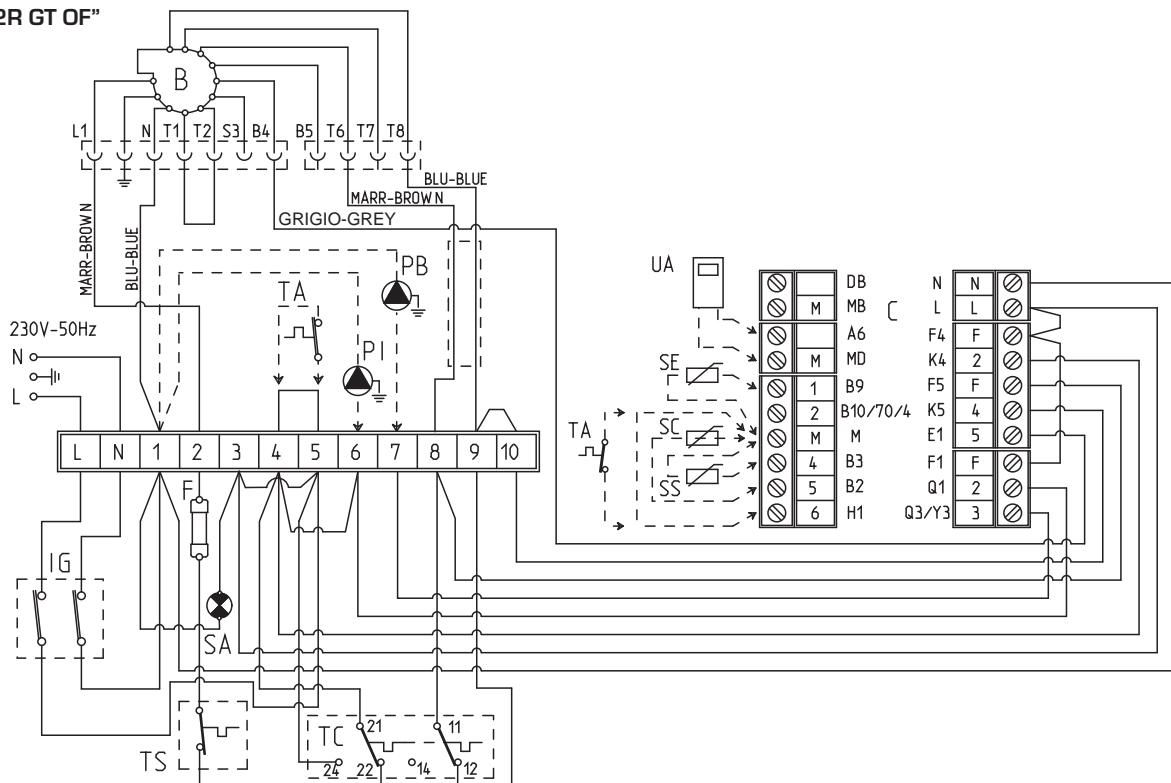 2R GT OF”
B
L1 N T1 T2 S3 B4 B5 T6 T7 T8
BLU-BLUE
MARR-BROWN
GRIGIO-GREY
MARR-BROWN
BLU-BLUE
PB
TA
PI
230V-50Hz
N
L
L N 1 2 3 4 5 6 7 8 9 10
F
IG
SA
TS
TC
21 11
24 22 14 12
UA
SE
SC
SS
TA
C
DB
M MB
A6
M MD
1 B9
2 B10/70/4
M M
4 B3
5 B2
6 H1
N N
L L
F4 F
K4 2
F5 F
K5 4
E1 5
F1 F
Q1 2
Q3/Y3 3